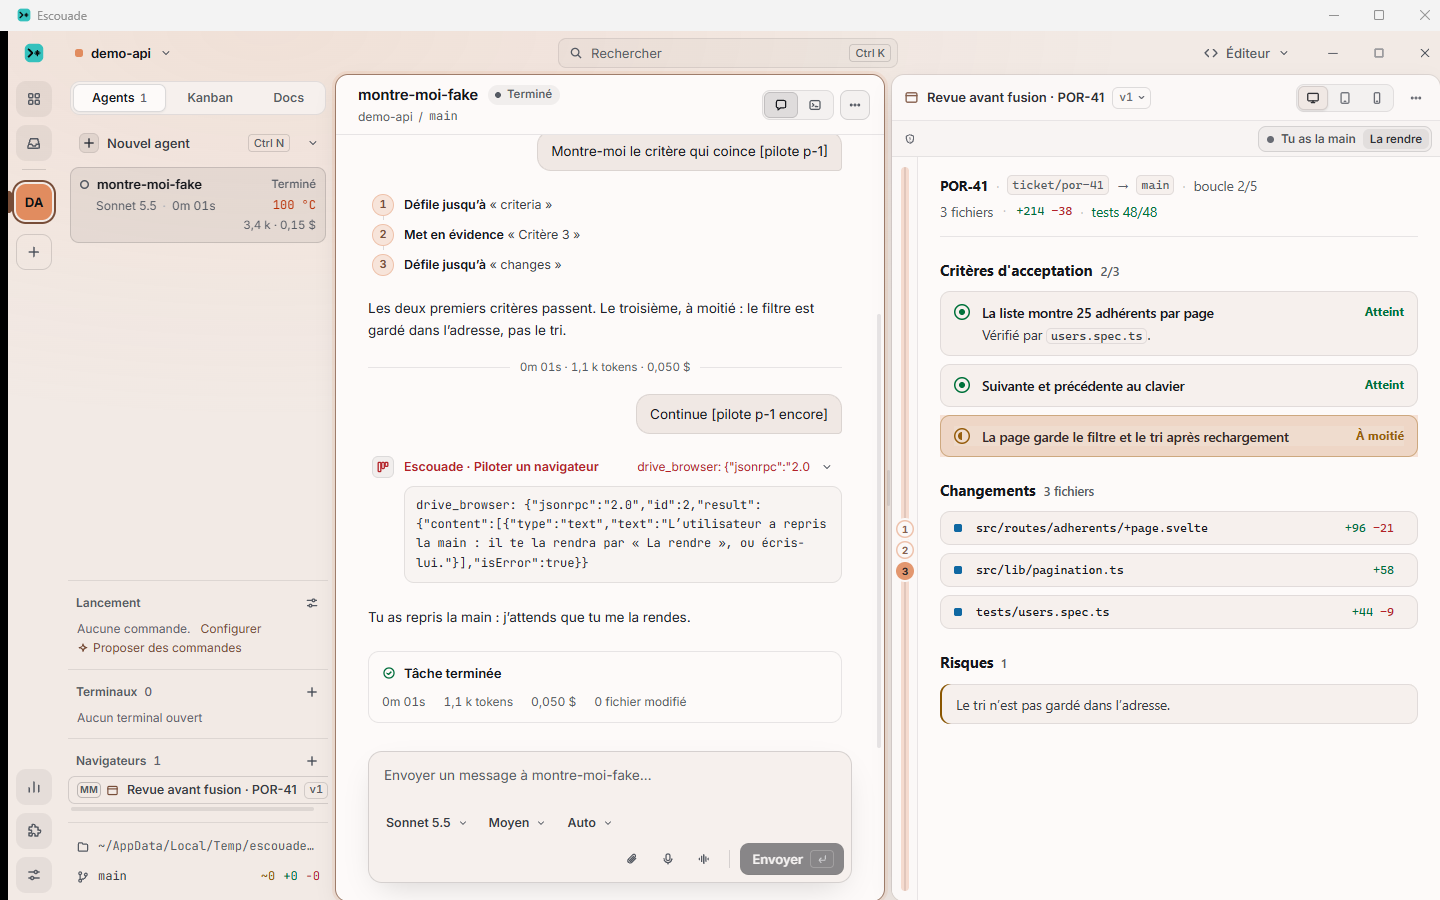 Escouade
demo-api
Rechercher
Ctrl K
Éditeur
Agents 1
Kanban
Docs
Nouvel agent
Ctrl N
montre-moi-fake
Terminé
Sonnet 5.5 · 0m 01s
100 °C
3,4 k · 0,15 $
DA
Lancement
Aucune commande. Configurer
Proposer des commandes
Terminaux 0
Aucun terminal ouvert
Navigateurs 1
MM
Revue avant fusion · POR-41
v1
~/AppData/Local/Temp/escouade…
main
~0 +0 -0
montre-moi-fake
Terminé
demo-api / main
Montre-moi le critère qui coince [pilote p-1]
1 Défile jusqu’à « criteria »
2 Met en évidence « Critère 3 »
3 Défile jusqu’à « changes »
Les deux premiers critères passent. Le troisième, à moitié : le filtre est
gardé dans l’adresse, pas le tri.
0m 01s · 1,1 k tokens · 0,050 $
Continue [pilote p-1 encore]
Escouade · Piloter un navigateur
drive_browser: {"jsonrpc":"2.0
drive_browser: {"jsonrpc":"2.0","id":2,"result":
{"content":[{"type":"text","text":"L’utilisateur a repris
la main : il te la rendra par « La rendre », ou écris-
lui."}],"isError":true}}
Tu as repris la main : j’attends que tu me la rendes.
Tâche terminée
0m 01s 1,1 k tokens 0,050 $ 0 fichier modifié
Envoyer un message à montre-moi-fake…
Sonnet 5.5
Moyen
Auto
Envoyer
Revue avant fusion · POR-41
v1
Tu as la main
La rendre
1
2
3
POR-41 · ticket/por-41 → main · boucle 2/5
3 fichiers · +214 −38 · tests 48/48
Critères d'acceptation 2/3
La liste montre 25 adhérents par page
Atteint
Vérifié par users.spec.ts.
Suivante et précédente au clavier
Atteint
La page garde le filtre et le tri après rechargement
À moitié
Changements 3 fichiers
src/routes/adherents/+page.svelte
+96 −21
src/lib/pagination.ts
+58
tests/users.spec.ts
+44 −9
Risques 1
Le tri n’est pas gardé dans l’adresse.